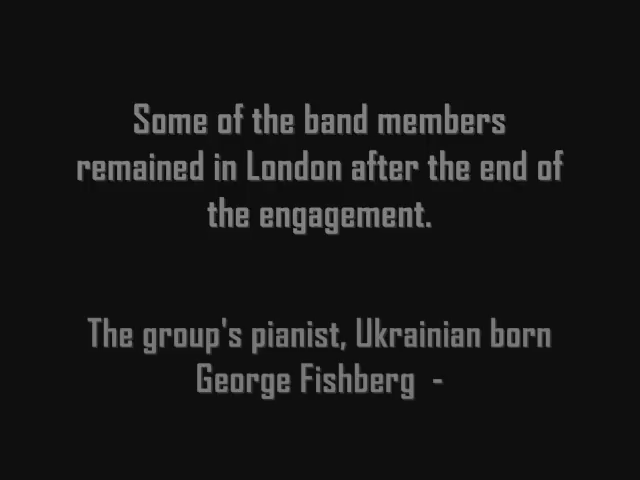 Some of the band members
remained in London after the end of
the engagement.
The group's pianist, Ukrainian born
George Fishberg -